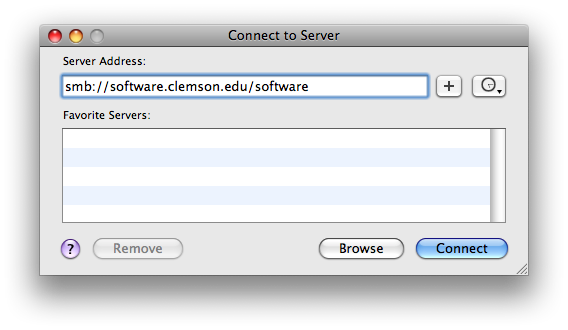 Connect to Server
Server Address:
smb://software.clemson.edu/software
+
Favorite Servers:
? Remove Browse Connect